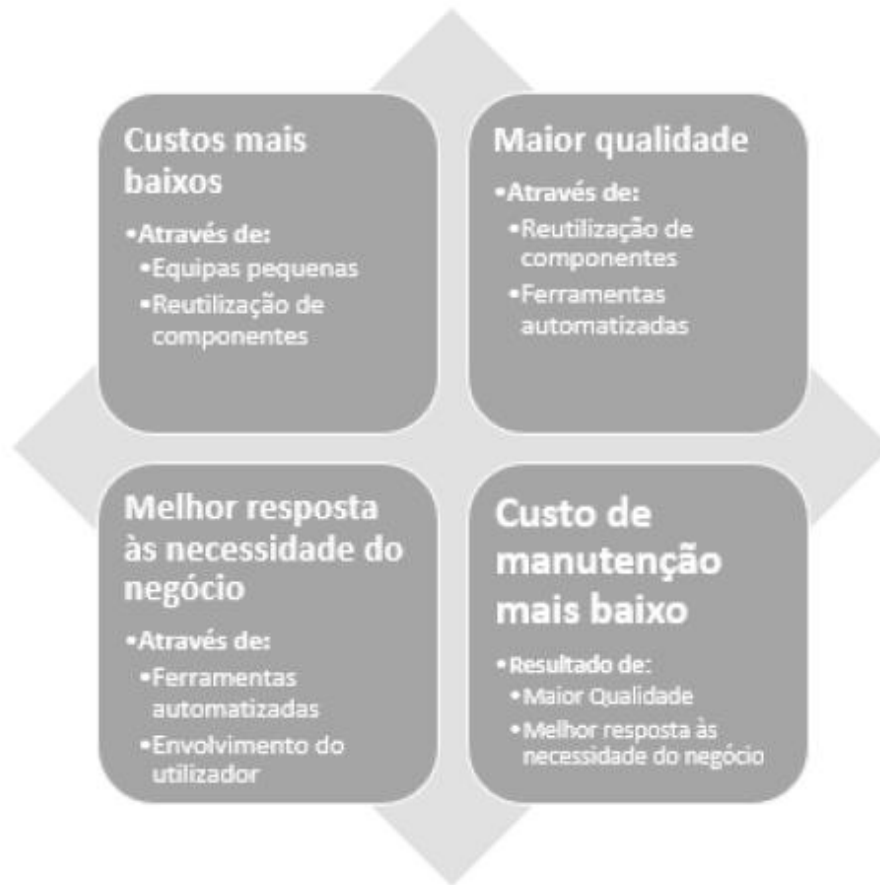 Custos mais
baixos
•Através de:
•Equipas pequenas
•Reutilização de
componentes
Maior qualidade
•Através de:
•Reutilização de
componentes
•Ferramentas
automatizadas
Melhor resposta
às necessidade do
negócio
•Através de:
•Ferramentas
automatizadas
•Envolvimento do
utilizador
Custo de
manutenção
mais baixo
•Resultado de:
•Maior Qualidade
•Melhor resposta às
necessidade do negócio